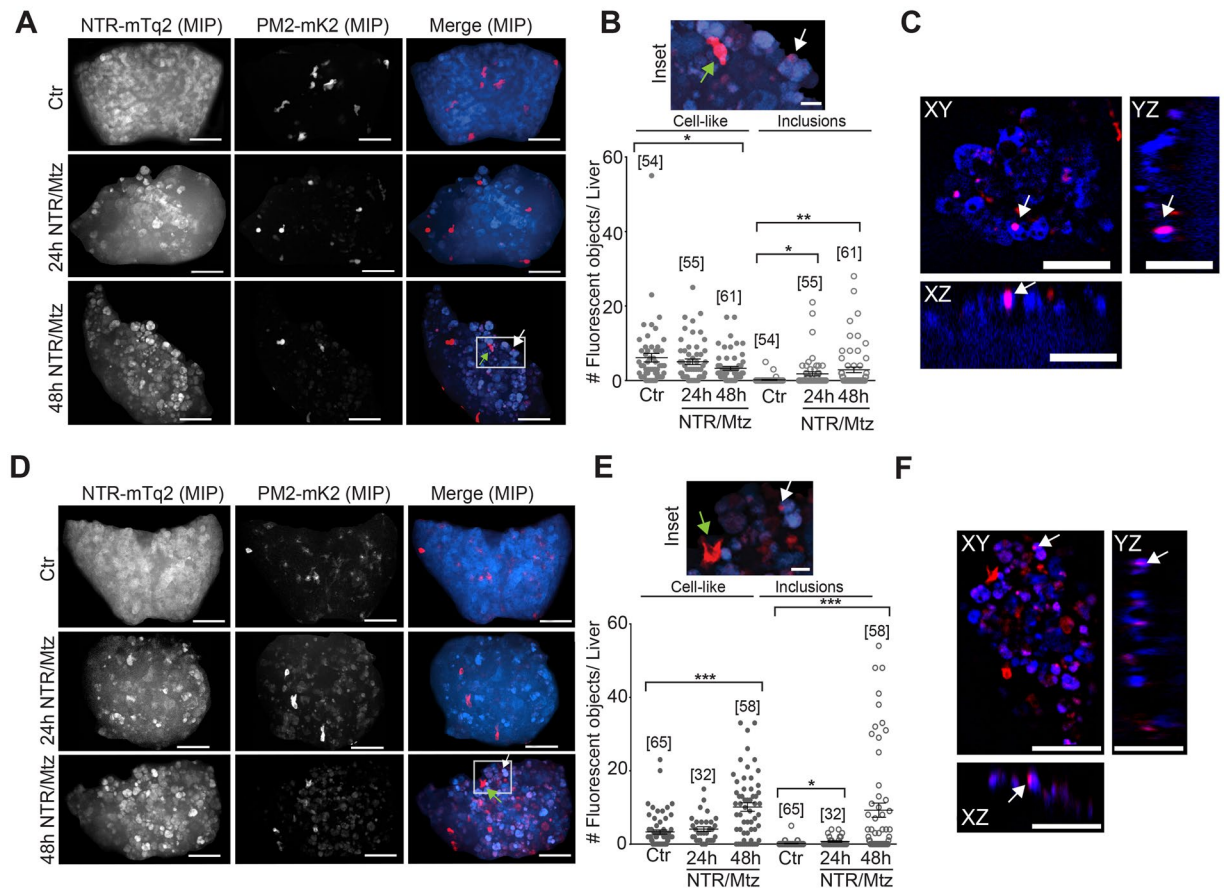 A
NTR-mTq2 (MIP) PM2-mK2 (MIP) Merge (MIP)
Ctr
24h NTR/Mtz
48h NTR/Mtz
B
Inset
Cell-like Inclusions
# Fluorescent objects/ Liver
60
40
20
0
*
**
*
[54]
[55]
[61]
[54]
[55]
[61]
Ctr 24h 48h Ctr 24h 48h
NTR/Mtz NTR/Mtz
C
XY
YZ
XZ
D
NTR-mTq2 (MIP) PM2-mK2 (MIP) Merge (MIP)
Ctr
24h NTR/Mtz
48h NTR/Mtz
E
Inset
Cell-like Inclusions
# Fluorescent objects/ Liver
60
40
20
0
***
***
*
[65]
[32]
[58]
[65]
[32]
[58]
Ctr 24h 48h Ctr 24h 48h
NTR/Mtz NTR/Mtz
F
XY
YZ
XZ